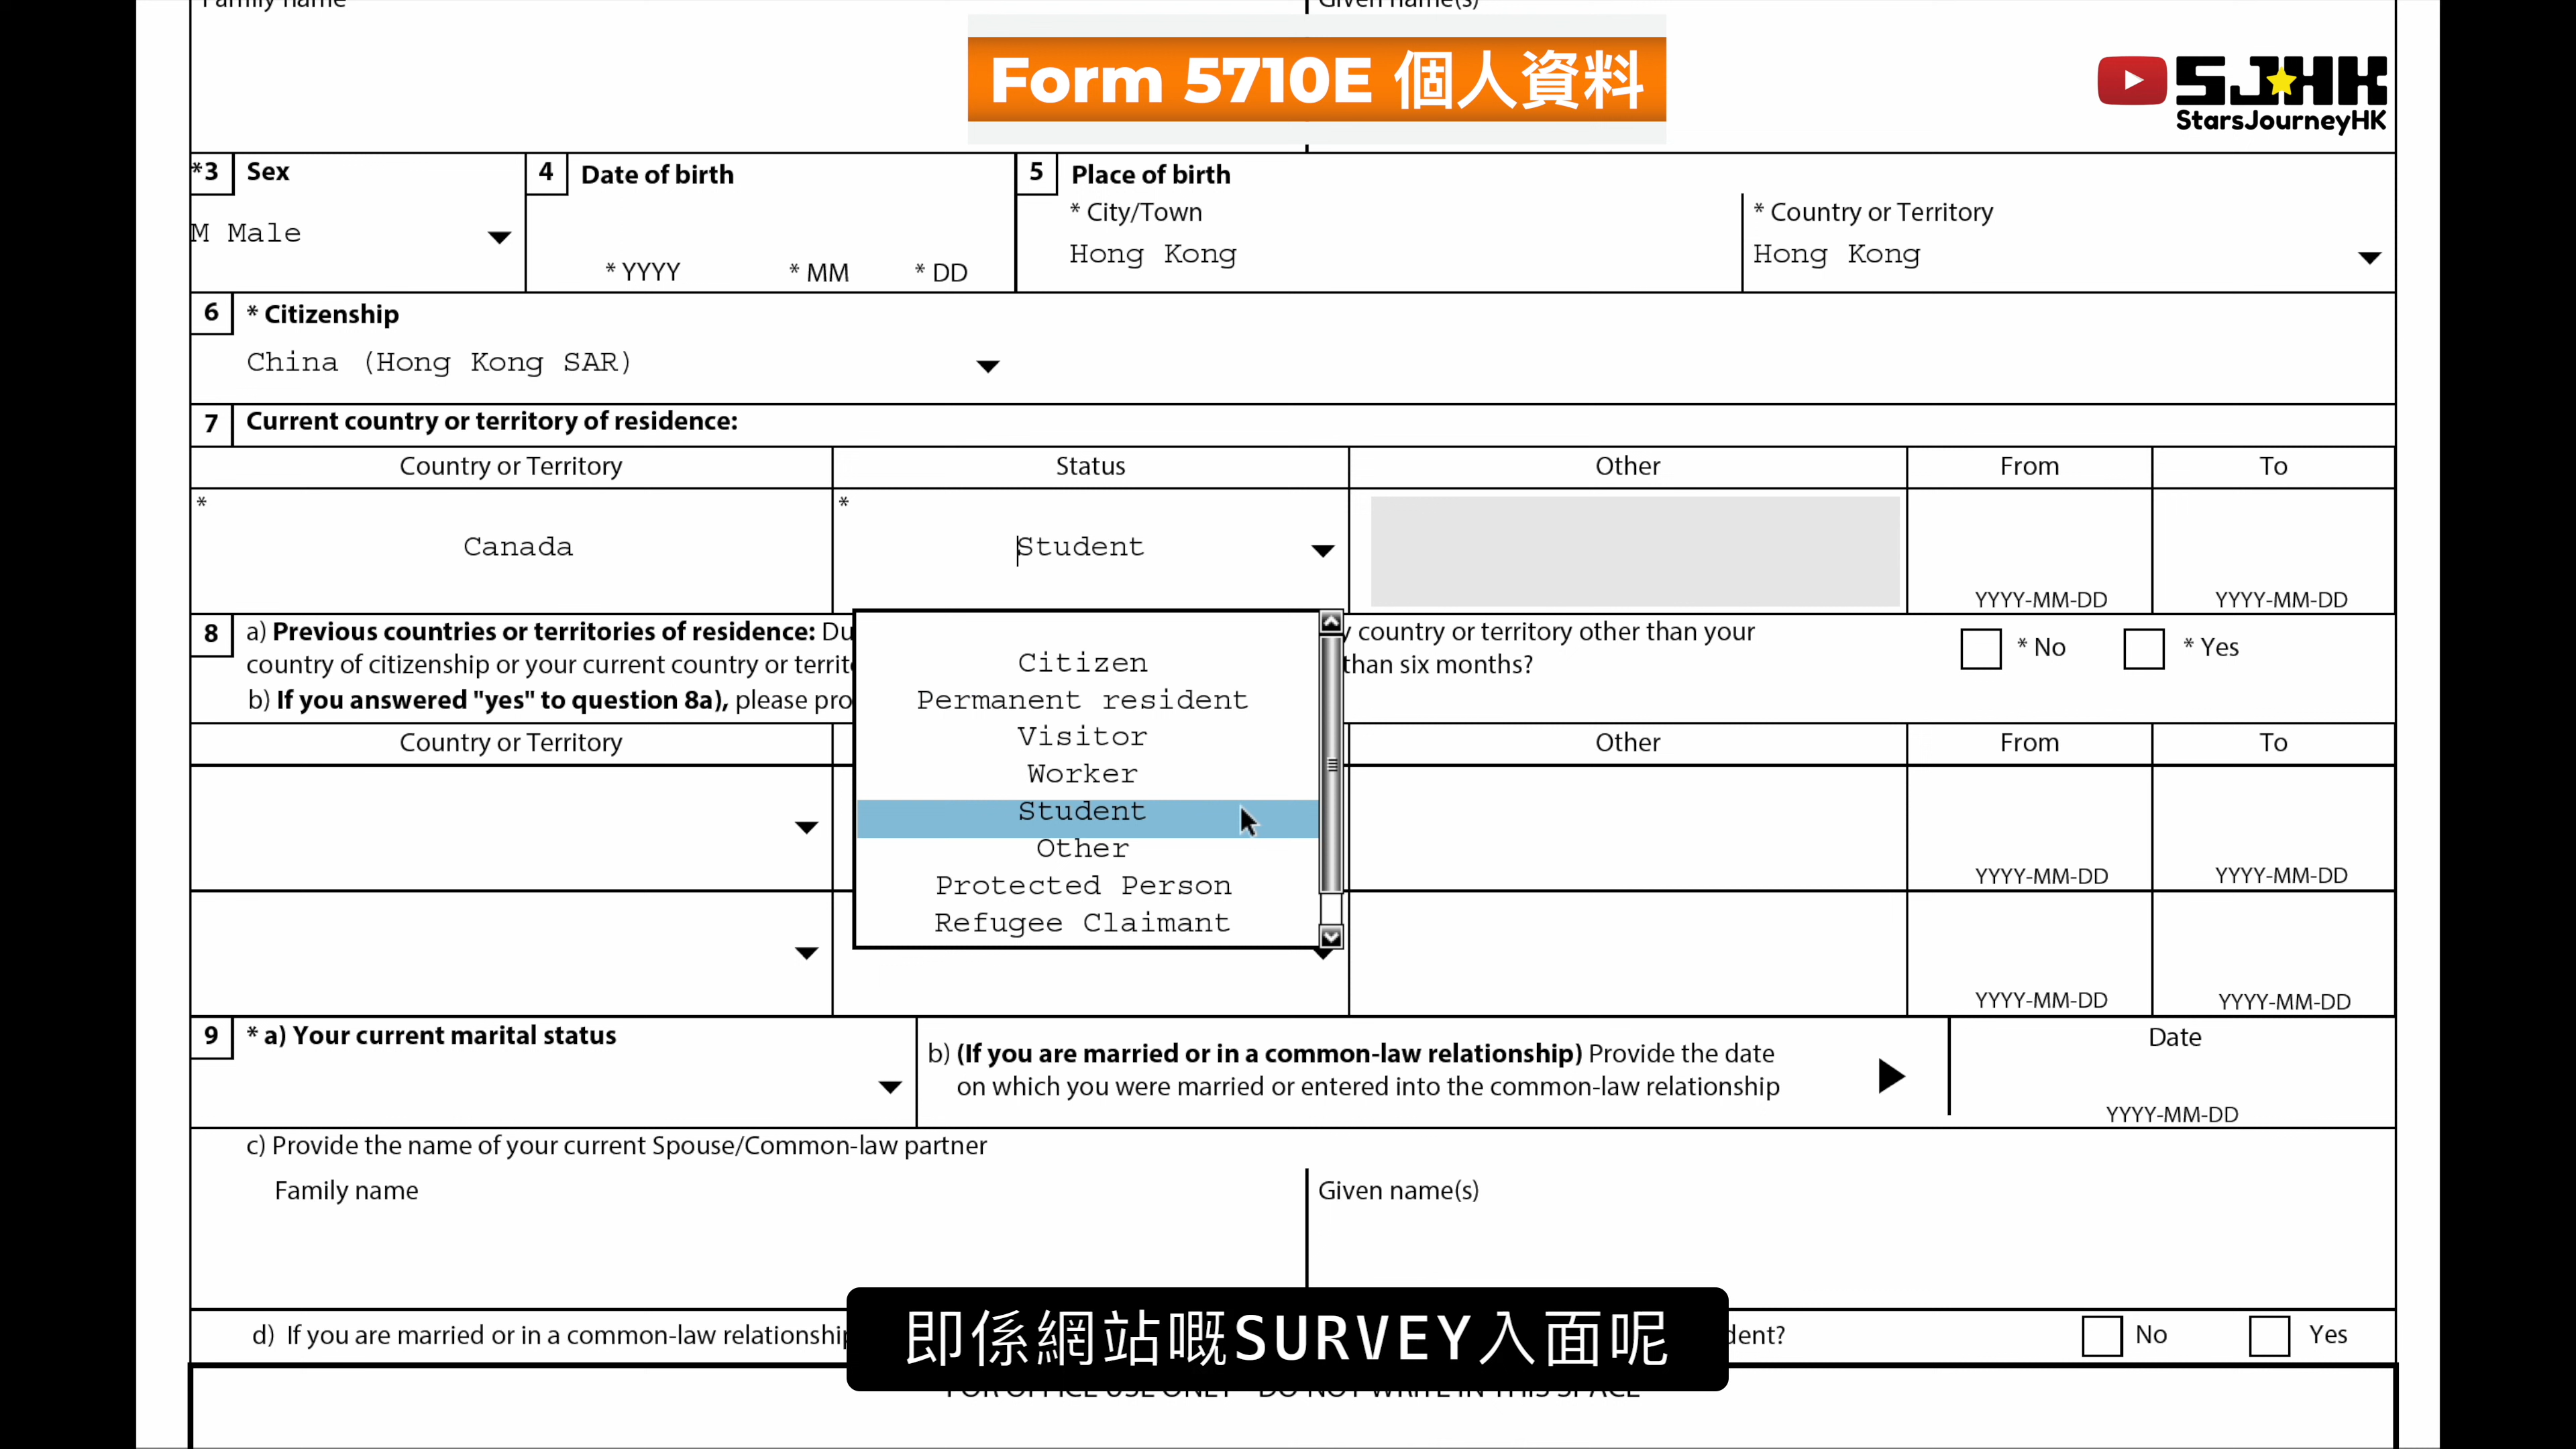 Family name
Given name(s)
Form 5710E 個人資料
SJHK
StarsJourneyHK
*3 Sex
M Male
4 Date of birth
* YYYY * MM * DD
5 Place of birth
* City/Town
Hong Kong
* Country or Territory
Hong Kong
6 * Citizenship
China (Hong Kong SAR)
7 Current country or territory of residence:
Country or Territory Status Other From To
* Canada * Student YYYY-MM-DD YYYY-MM-DD
8 a) Previous countries or territories of residence: Du
country or territory other than your
* No * Yes
country of citizenship or your current country or territ
than six months?
b) If you answered "yes" to question 8a), please pro
Country or Territory Other From To
Citizen
Permanent resident
Visitor
Worker
Student
Other
Protected Person
Refugee Claimant
YYYY-MM-DD YYYY-MM-DD
YYYY-MM-DD YYYY-MM-DD
9 * a) Your current marital status
b) (If you are married or in a common-law relationship) Provide the date
on which you were married or entered into the common-law relationship
Date
YYYY-MM-DD
c) Provide the name of your current Spouse/Common-law partner
Family name
Given name(s)
d) If you are married or in a common-law relationship
dent?
No Yes
即係網站嘅SURVEY入面呢